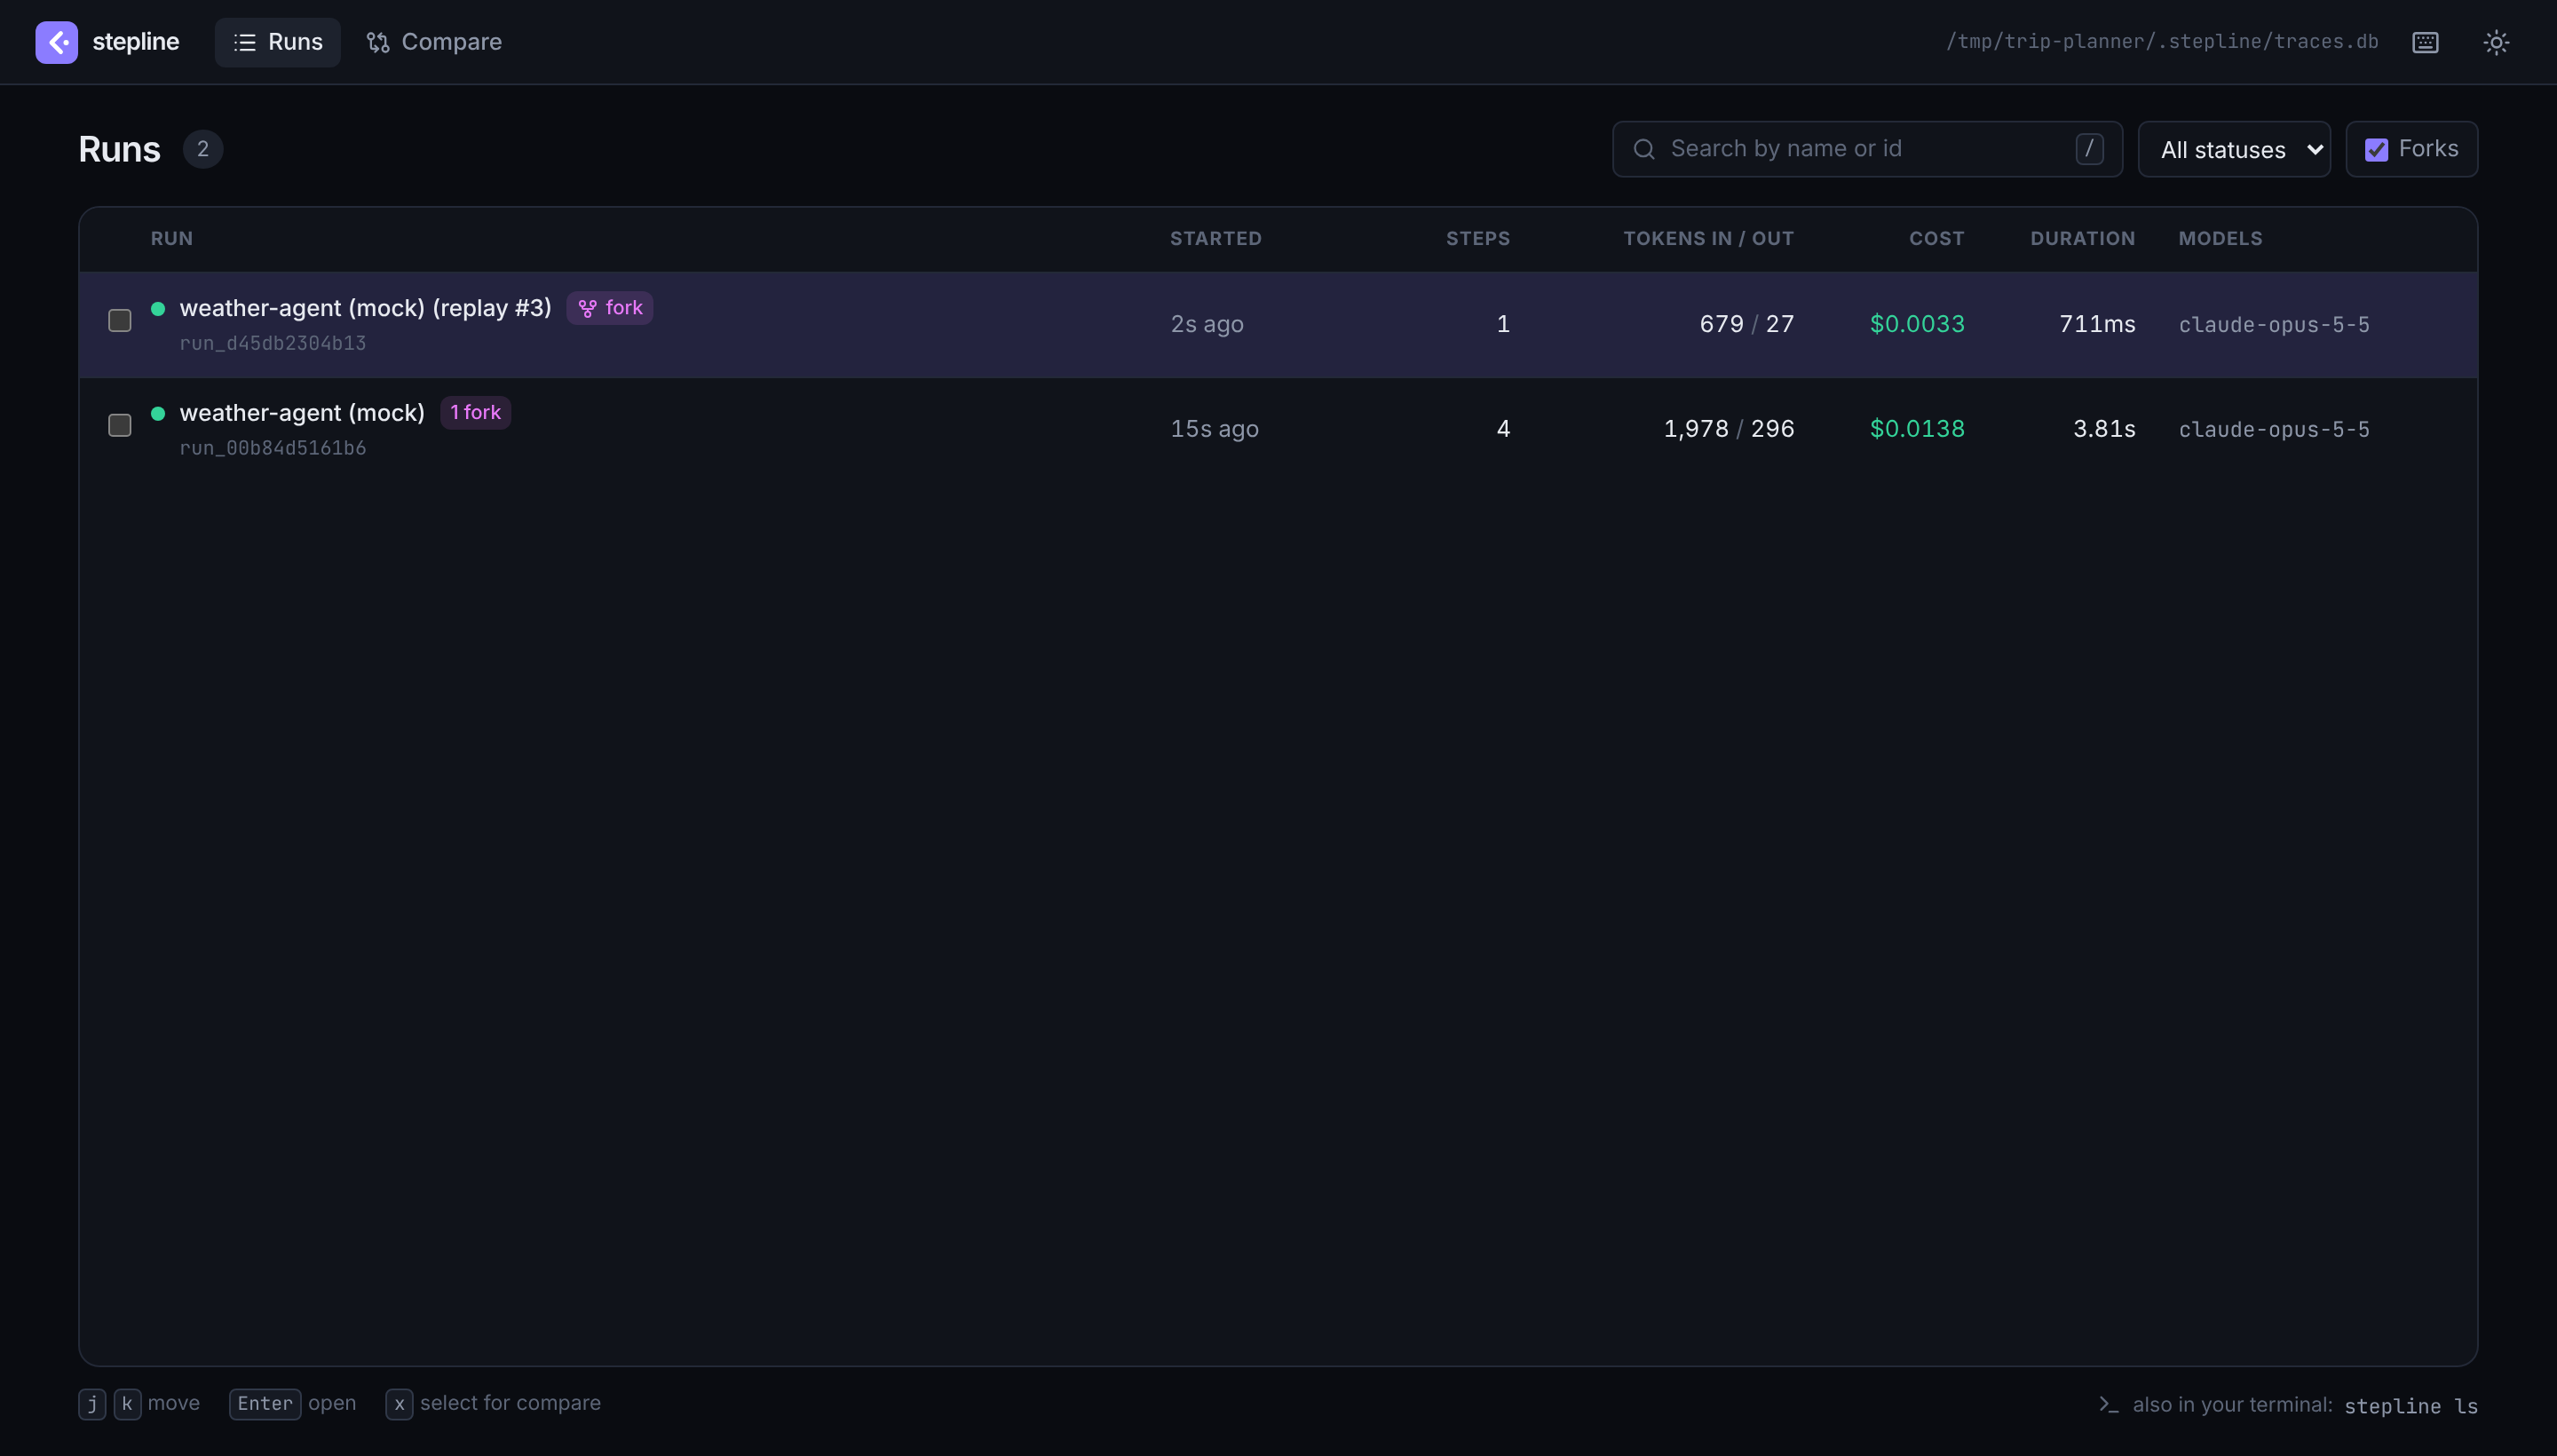 stepline Runs Compare /tmp/trip-planner/.stepline/traces.db
Runs 2 Search by name or id / All statuses Forks
RUN STARTED STEPS TOKENS IN / OUT COST DURATION MODELS
weather-agent (mock) (replay #3) fork
run_d45db2304b13
2s ago 1 679 / 27 $0.0033 711ms claude-opus-5-5
weather-agent (mock) 1 fork
run_00b84d5161b6
15s ago 4 1,978 / 296 $0.0138 3.81s claude-opus-5-5
j k move Enter open x select for compare also in your terminal: stepline ls